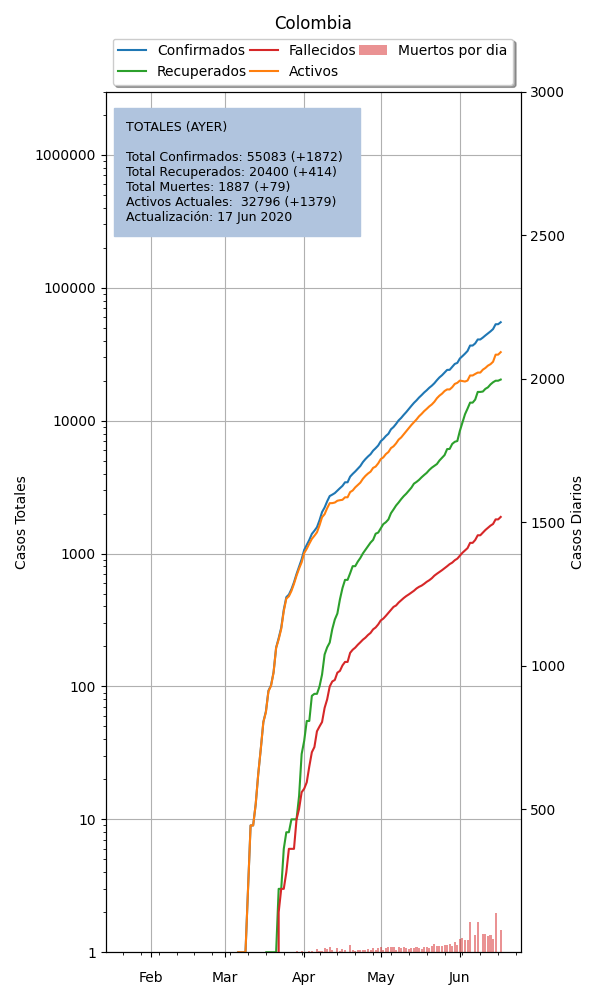 Colombia
Confirmados
Fallecidos
Muertos por dia
Recuperados
Activos
TOTALES (AYER)
Total Confirmados: 55083 (+1872)
Total Recuperados: 20400 (+414)
Total Muertes: 1887 (+79)
Activos Actuales:  32796 (+1379)
Actualización: 17 Jun 2020
Casos Totales
1000000
100000
10000
1000
100
10
1
3000
2500
2000
1500
1000
500
Casos Diarios
Feb
Mar
Apr
May
Jun